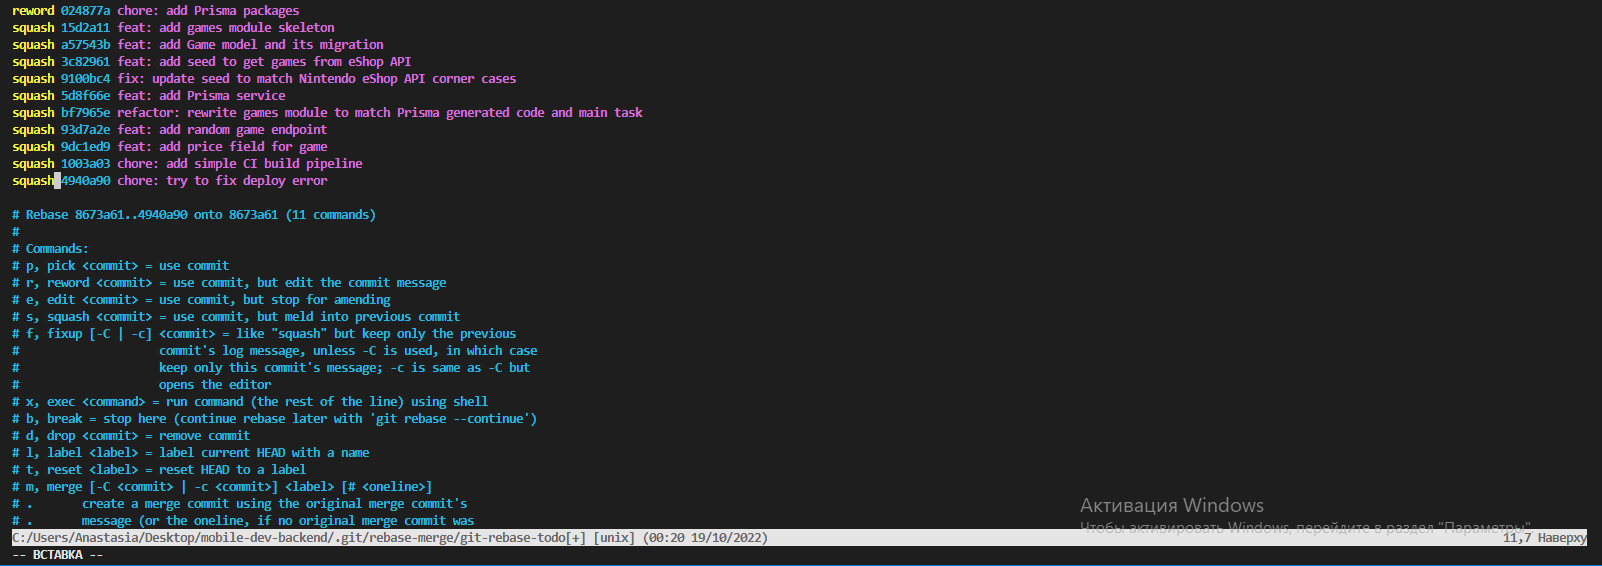 reword 024877a chore: add Prisma packages
squash 15d2a11 feat: add games module skeleton
squash a57543b feat: add Game model and its migration
squash 3c82961 feat: add seed to get games from eShop API
squash 9100bc4 fix: update seed to match Nintendo eShop API corner cases
squash 5d8f66e feat: add Prisma service
squash bf7965e refactor: rewrite games module to match Prisma generated code and main task
squash 93d7a2e feat: add random game endpoint
squash 9dc1ed9 feat: add price field for game
squash 1003a03 chore: add simple CI build pipeline
squash 4940a90 chore: try to fix deploy error

# Rebase 8673a61..4940a90 onto 8673a61 (11 commands)
#
# Commands:
# p, pick <commit> = use commit
# r, reword <commit> = use commit, but edit the commit message
# e, edit <commit> = use commit, but stop for amending
# s, squash <commit> = use commit, but meld into previous commit
# f, fixup [-C | -c] <commit> = like "squash" but keep only the previous
#                    commit's log message, unless -C is used, in which case
#                    keep only this commit's message; -c is same as -C but
#                    opens the editor
# x, exec <command> = run command (the rest of the line) using shell
# b, break = stop here (continue rebase later with 'git rebase --continue')
# d, drop <commit> = remove commit
# l, label <label> = label current HEAD with a name
# t, reset <label> = reset HEAD to a label
# m, merge [-C <commit> | -c <commit>] <label> [# <oneline>]
# .       create a merge commit using the original merge commit's
# .       message (or the oneline, if no original merge commit was
Активация Windows
Чтобы активировать Windows, перейдите в раздел "Параметры".
C:/Users/Anastasia/Desktop/mobile-dev-backend/.git/rebase-merge/git-rebase-todo[+] [unix] (00:20 19/10/2022) 11,7 Наверху
-- ВСТАВКА --